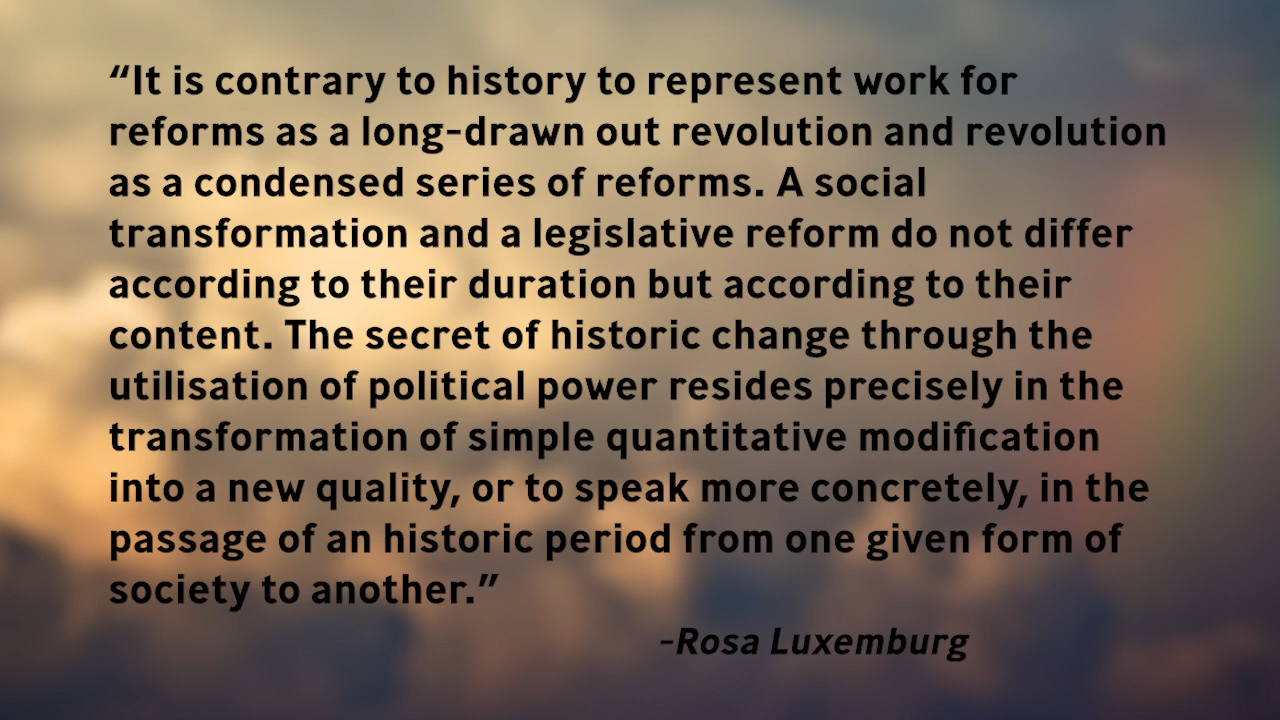 “It is contrary to history to represent work for
reforms as a long-drawn out revolution and revolution
as a condensed series of reforms. A social
transformation and a legislative reform do not differ
according to their duration but according to their
content. The secret of historic change through the
utilisation of political power resides precisely in the
transformation of simple quantitative modification
into a new quality, or to speak more concretely, in the
passage of an historic period from one given form of
society to another.”
-Rosa Luxemburg